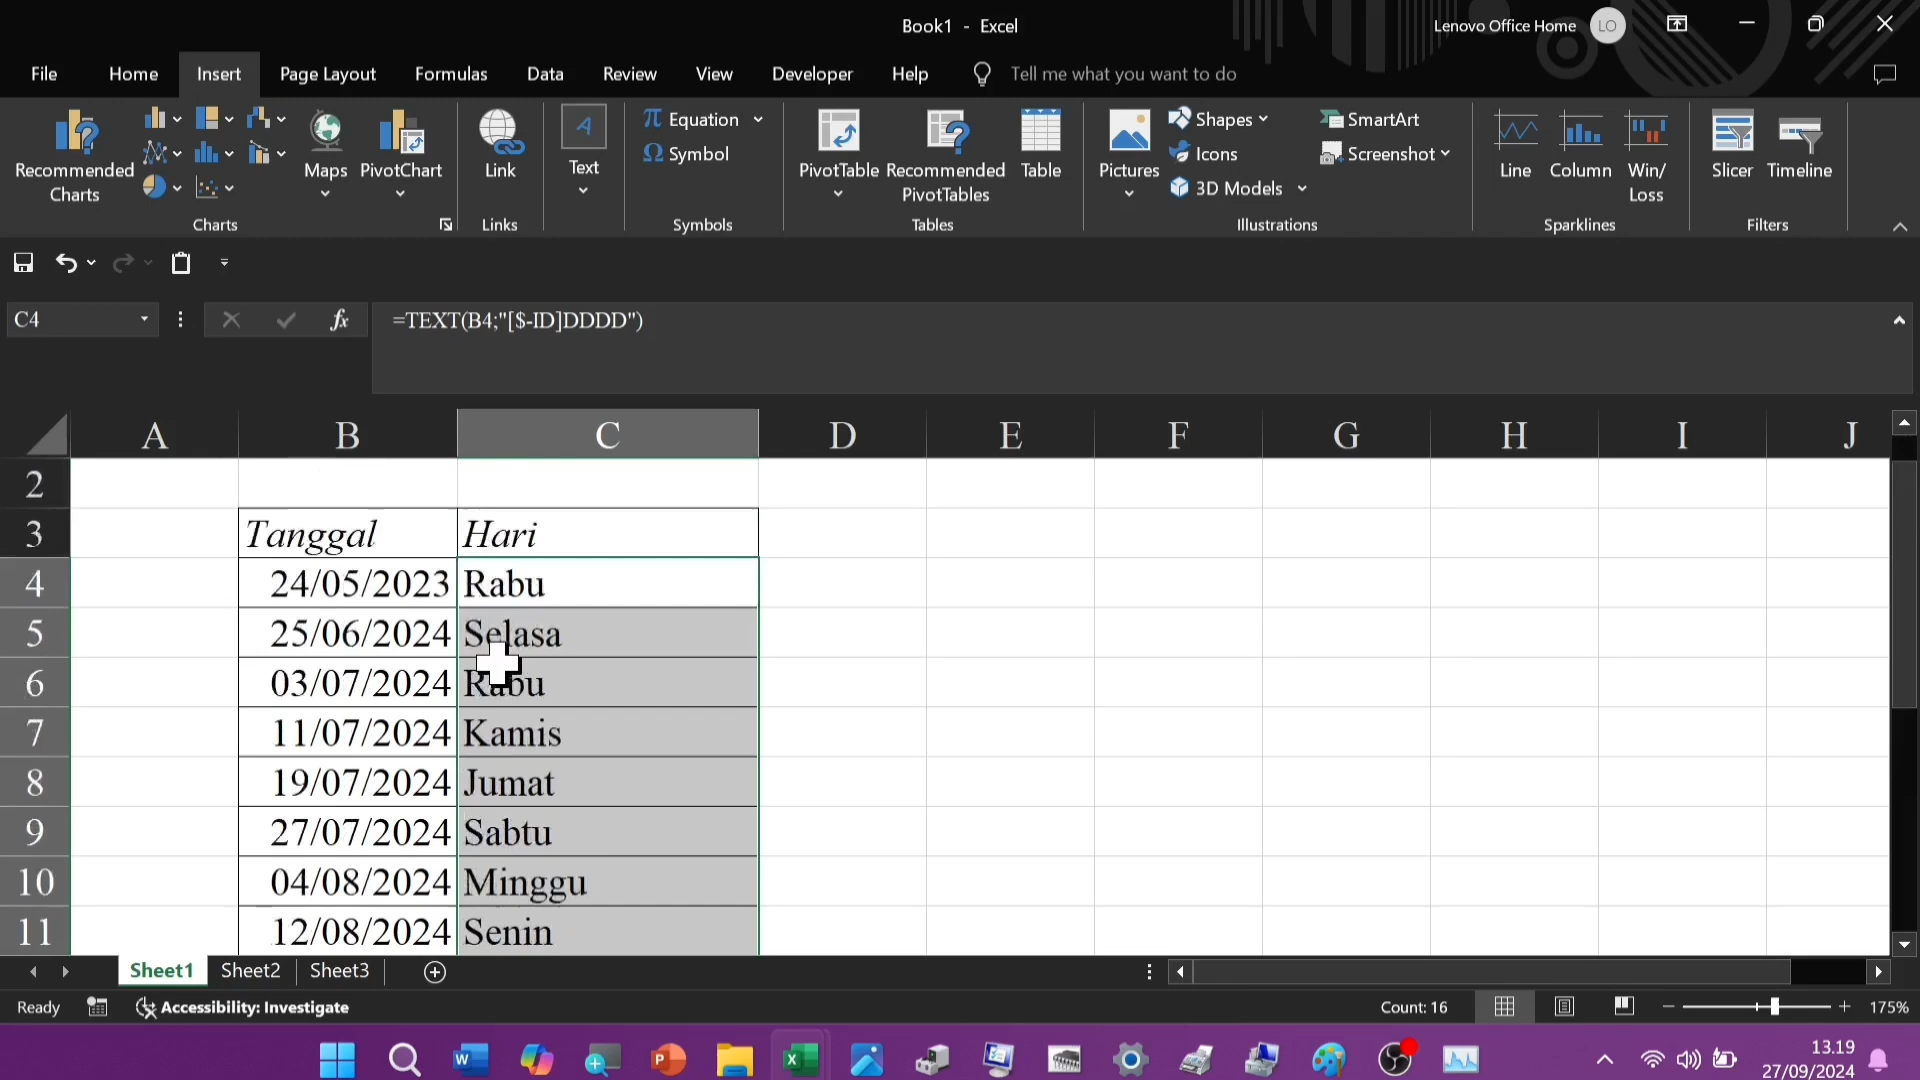 Book1 - Excel
Lenovo Office Home
LO
File
Home
Insert
Page Layout
Formulas
Data
Review
View
Developer
Help
Tell me what you want to do
Recommended
Charts
Maps
PivotChart
Link
Text
Equation
Symbol
PivotTable
Recommended
PivotTables
Table
Pictures
Shapes
Icons
3D Models
SmartArt
Screenshot
Line
Column
Win/
Loss
Slicer
Timeline
Charts
Links
Symbols
Tables
Illustrations
Sparklines
Filters
C4
fx
=TEXT(B4;"[$-ID]DDDD")
A B C D E F G H I J
2
3 Tanggal Hari
4 24/05/2023 Rabu
5 25/06/2024 Selasa
6 03/07/2024 Rabu
7 11/07/2024 Kamis
8 19/07/2024 Jumat
9 27/07/2024 Sabtu
10 04/08/2024 Minggu
11 12/08/2024 Senin
Sheet1
Sheet2
Sheet3
Ready
Accessibility: Investigate
Count: 16
175%
13.19
27/09/2024